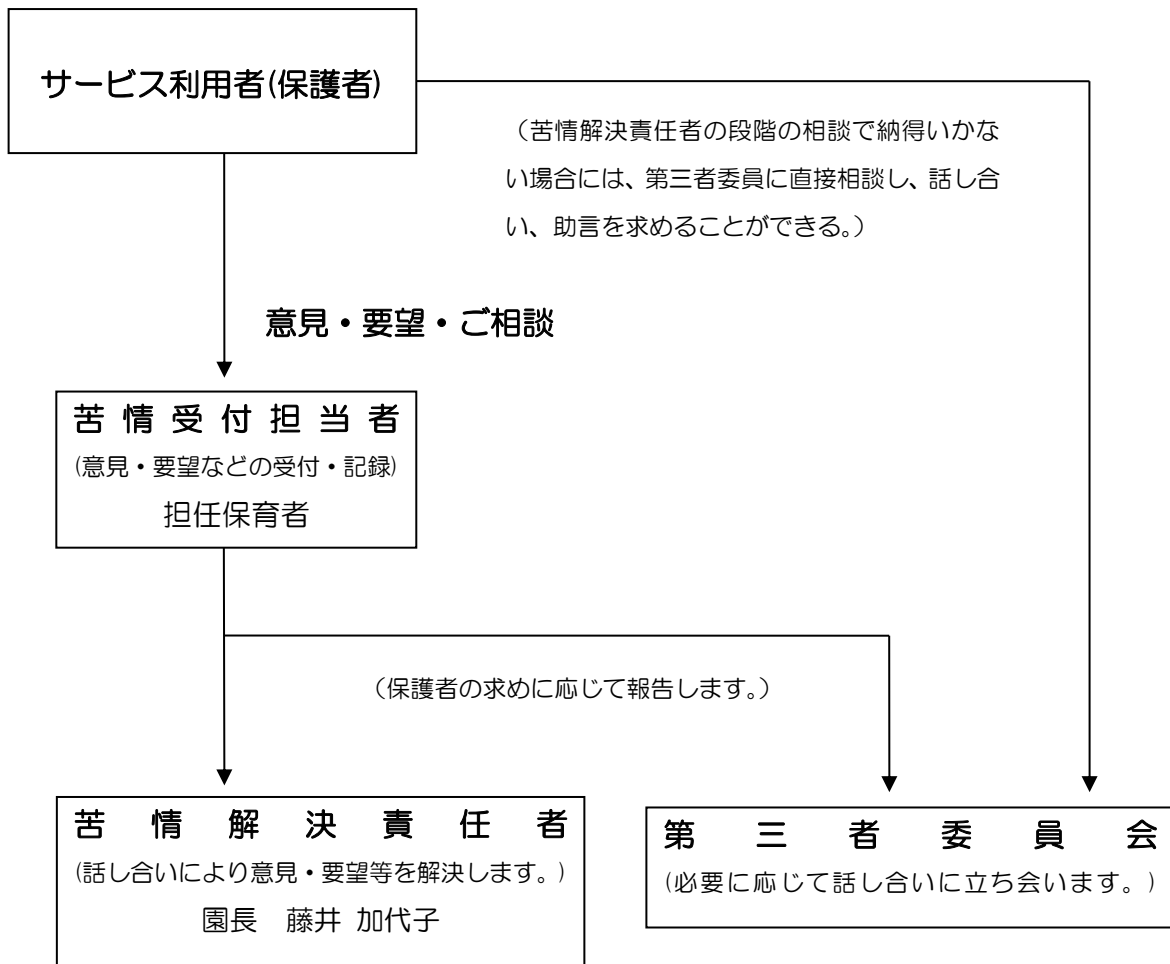 サービス利用者(保護者)
（苦情解決責任者の段階の相談で納得いかな
い場合には、第三者委員に直接相談し、話し合
い、助言を求めることができる。）
意見・要望・ご相談
苦情受付担当者
(意見・要望などの受付・記録)
担任保育者
（保護者の求めに応じて報告します。）
苦情解決責任者
(話し合いにより意見・要望等を解決します。)
園長　藤井 加代子
第三者委員会
(必要に応じて話し合いに立ち会います。)